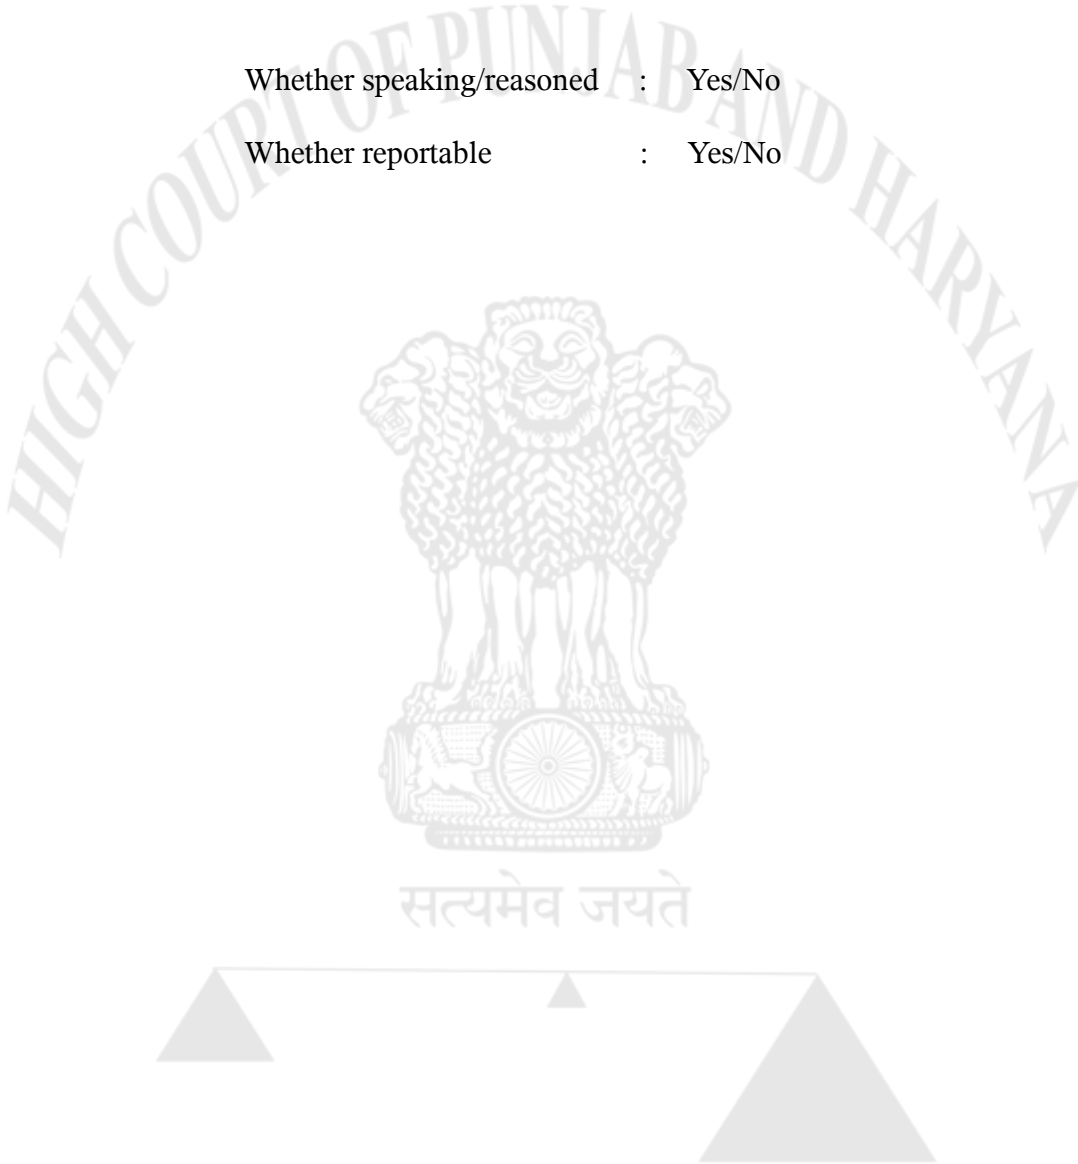 HIGH COURT OF PUNJAB AND HARYANA
Whether speaking/reasoned : Yes/No
Whether reportable : Yes/No
सत्यमेव जयते